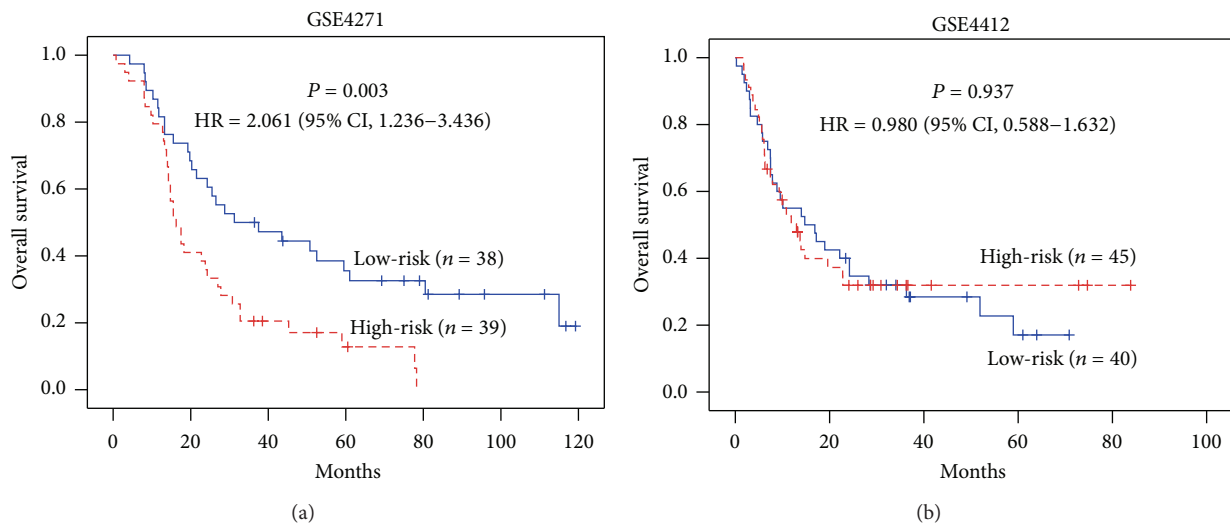 GSE4271
1.0
0.8
0.6
0.4
0.2
0.0
Overall survival
P = 0.003
HR = 2.061 (95% CI, 1.236−3.436)
Low-risk (n = 38)
High-risk (n = 39)
0 20 40 60 80 100 120
Months
(a)
GSE4412
1.0
0.8
0.6
0.4
0.2
0.0
Overall survival
P = 0.937
HR = 0.980 (95% CI, 0.588−1.632)
High-risk (n = 45)
Low-risk (n = 40)
0 20 40 60 80 100
Months
(b)